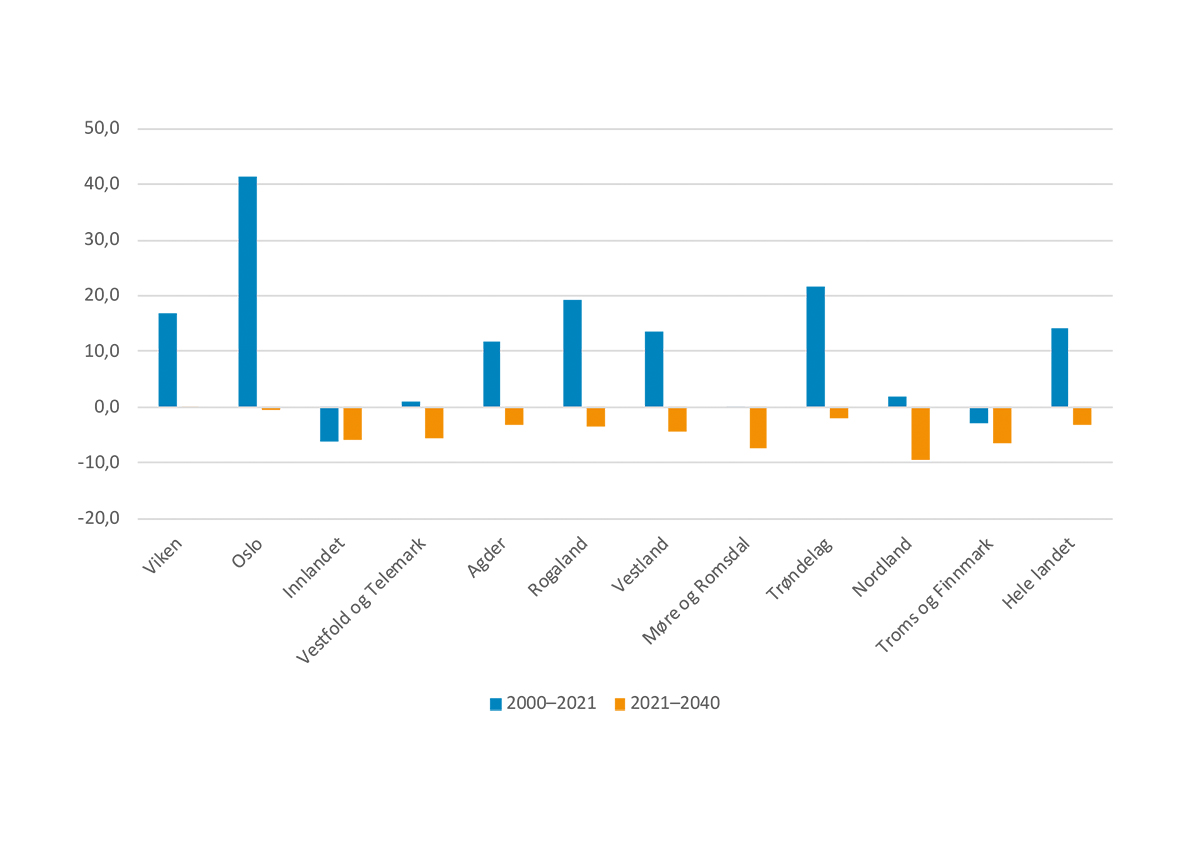 50,0
40,0
30,0
20,0
10,0
0,0
-10,0
-20,0
Viken
Oslo
Innlandet
Vestfold og Telemark
Agder
Rogaland
Vestland
Møre og Romsdal
Trøndelag
Nordland
Troms og Finnmark
Hele landet
2000–2021 2021–2040